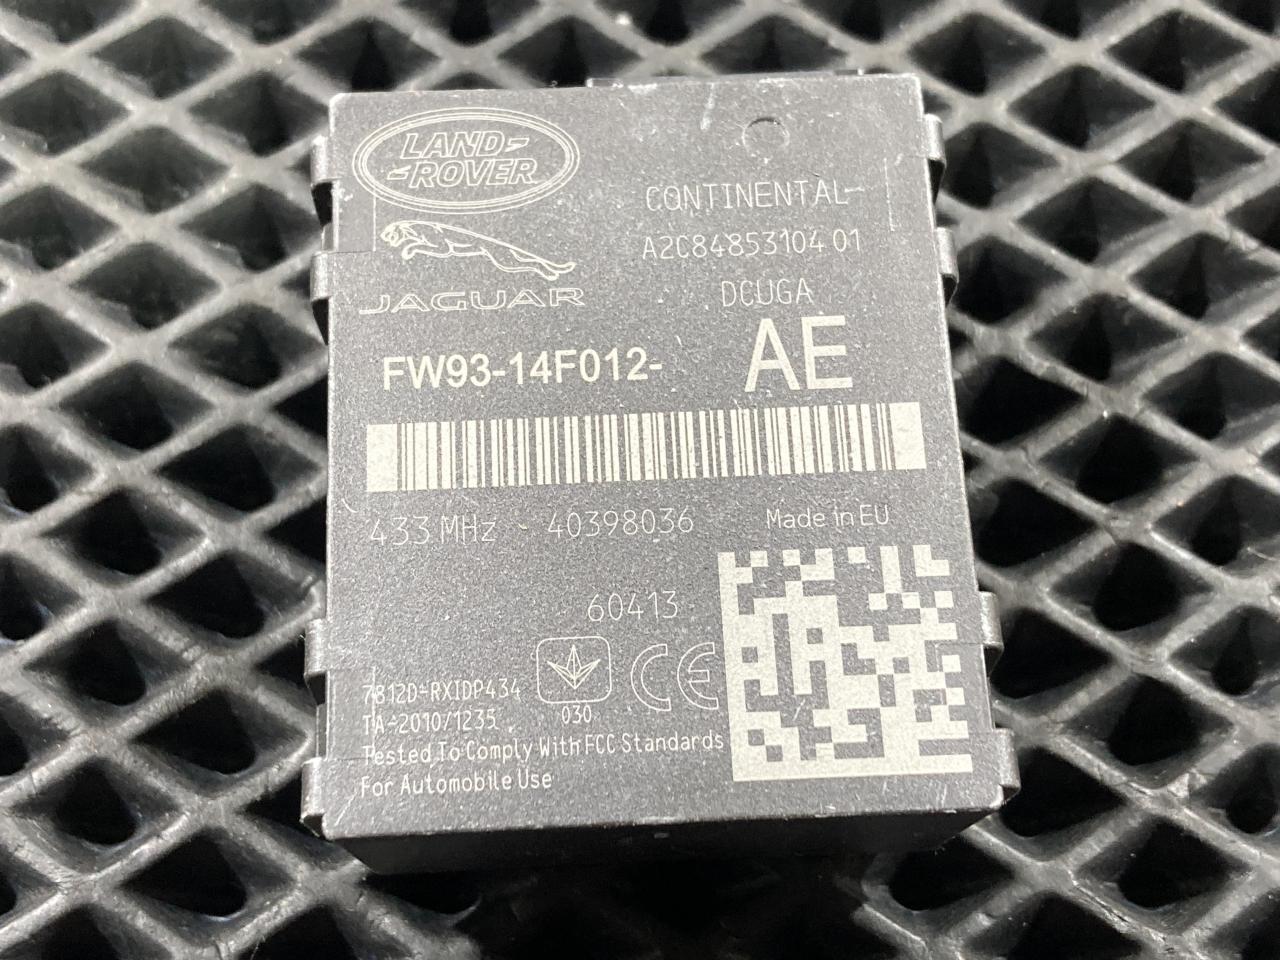 LAND-
-ROVER
JAGUAR
CONTINENTAL
A2C84853104 01
DCUGA
FW93-14F012- AE
433 MHz 40398036 Made in EU
60413
7812D-RXIDP434
TA-2010/1235
030
CE
Tested To Comply With FCC Standards
For Automobile Use